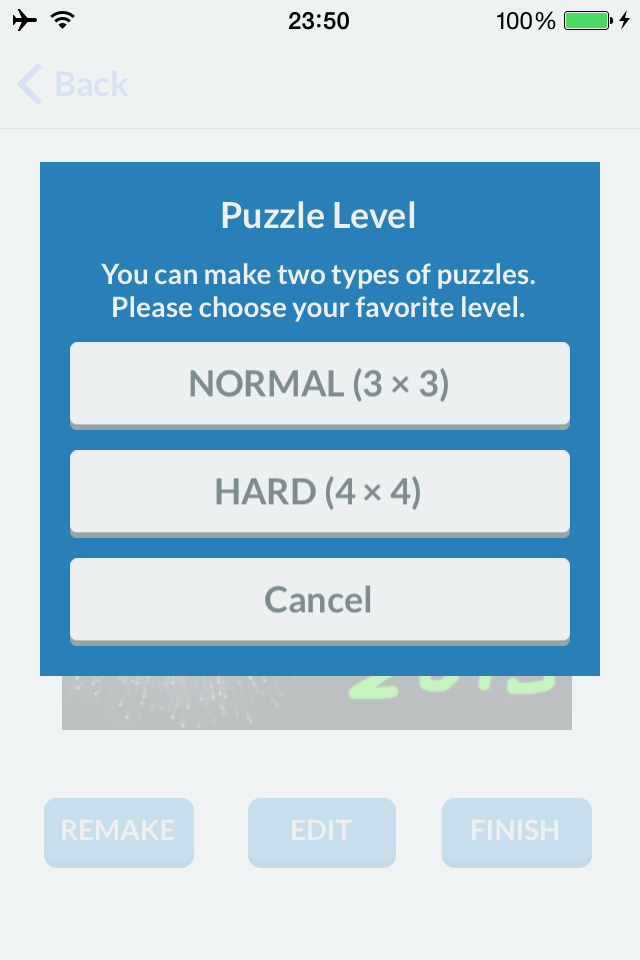 23:50
100%
Back
Puzzle Level
You can make two types of puzzles.
Please choose your favorite level.
NORMAL (3 × 3)
HARD (4 × 4)
Cancel
REMAKE
EDIT
FINISH